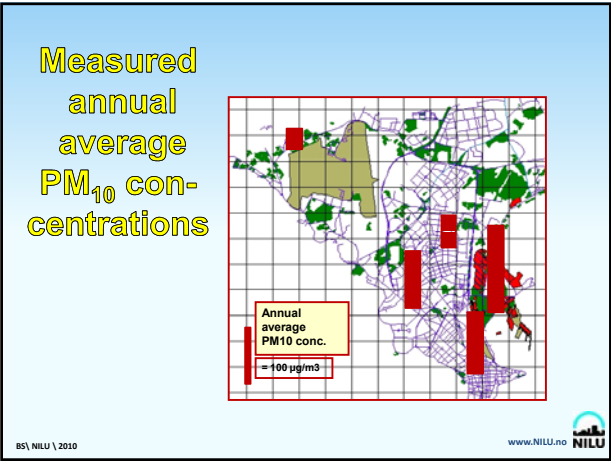 Measured
annual
average
PM₁₀ con-
centrations
Annual
average
PM10 conc.
= 100 µg/m3
BS\ NILU \ 2010
www.NILU.no
NILU